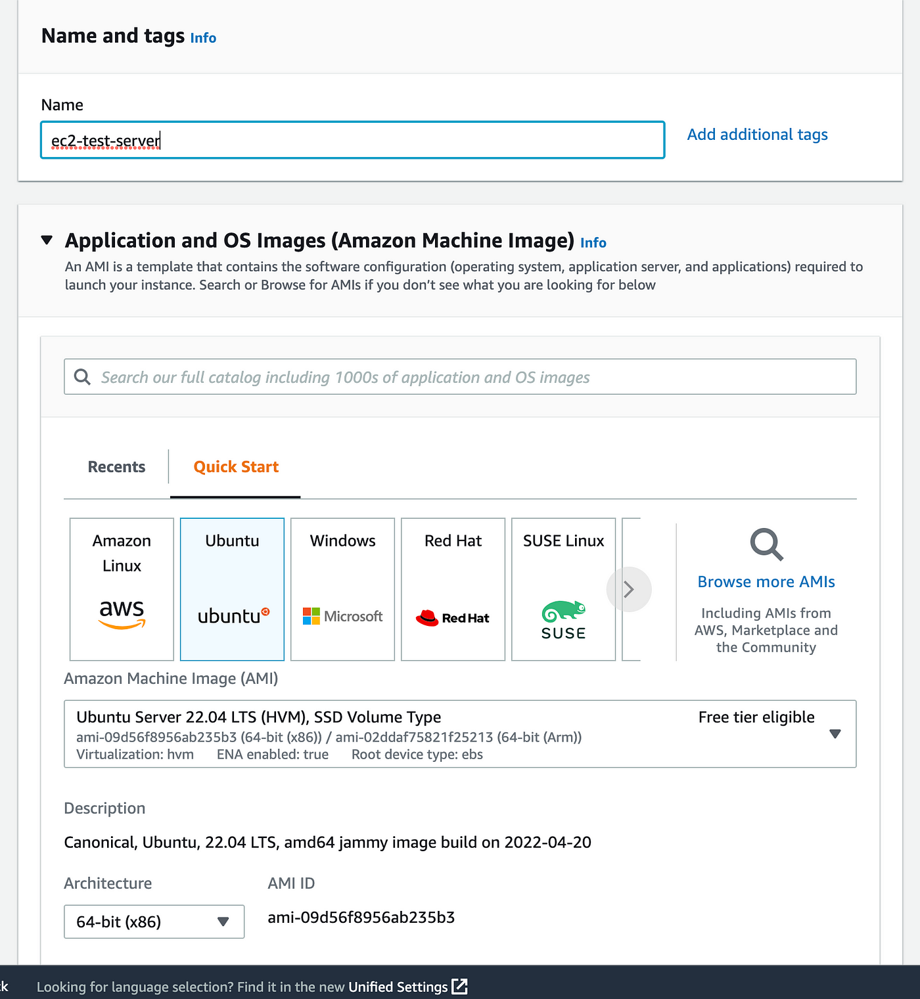 Name and tags Info
Name
ec2-test-server
Add additional tags
Application and OS Images (Amazon Machine Image) Info
An AMI is a template that contains the software configuration (operating system, application server, and applications) required to
launch your instance. Search or Browse for AMIs if you don’t see what you are looking for below
Search our full catalog including 1000s of application and OS images
Recents
Quick Start
Amazon
Linux
aws
Ubuntu
ubuntu
Windows
Microsoft
Red Hat
Red Hat
SUSE Linux
SUSE
Browse more AMIs
Including AMIs from
AWS, Marketplace and
the Community
Amazon Machine Image (AMI)
Ubuntu Server 22.04 LTS (HVM), SSD Volume Type
Free tier eligible
ami-09d56f8956ab235b3 (64-bit (x86)) / ami-02ddaf75821f25213 (64-bit (Arm))
Virtualization: hvm ENA enabled: true Root device type: ebs
Description
Canonical, Ubuntu, 22.04 LTS, amd64 jammy image build on 2022-04-20
Architecture
64-bit (x86)
AMI ID
ami-09d56f8956ab235b3
Looking for language selection? Find it in the new Unified Settings